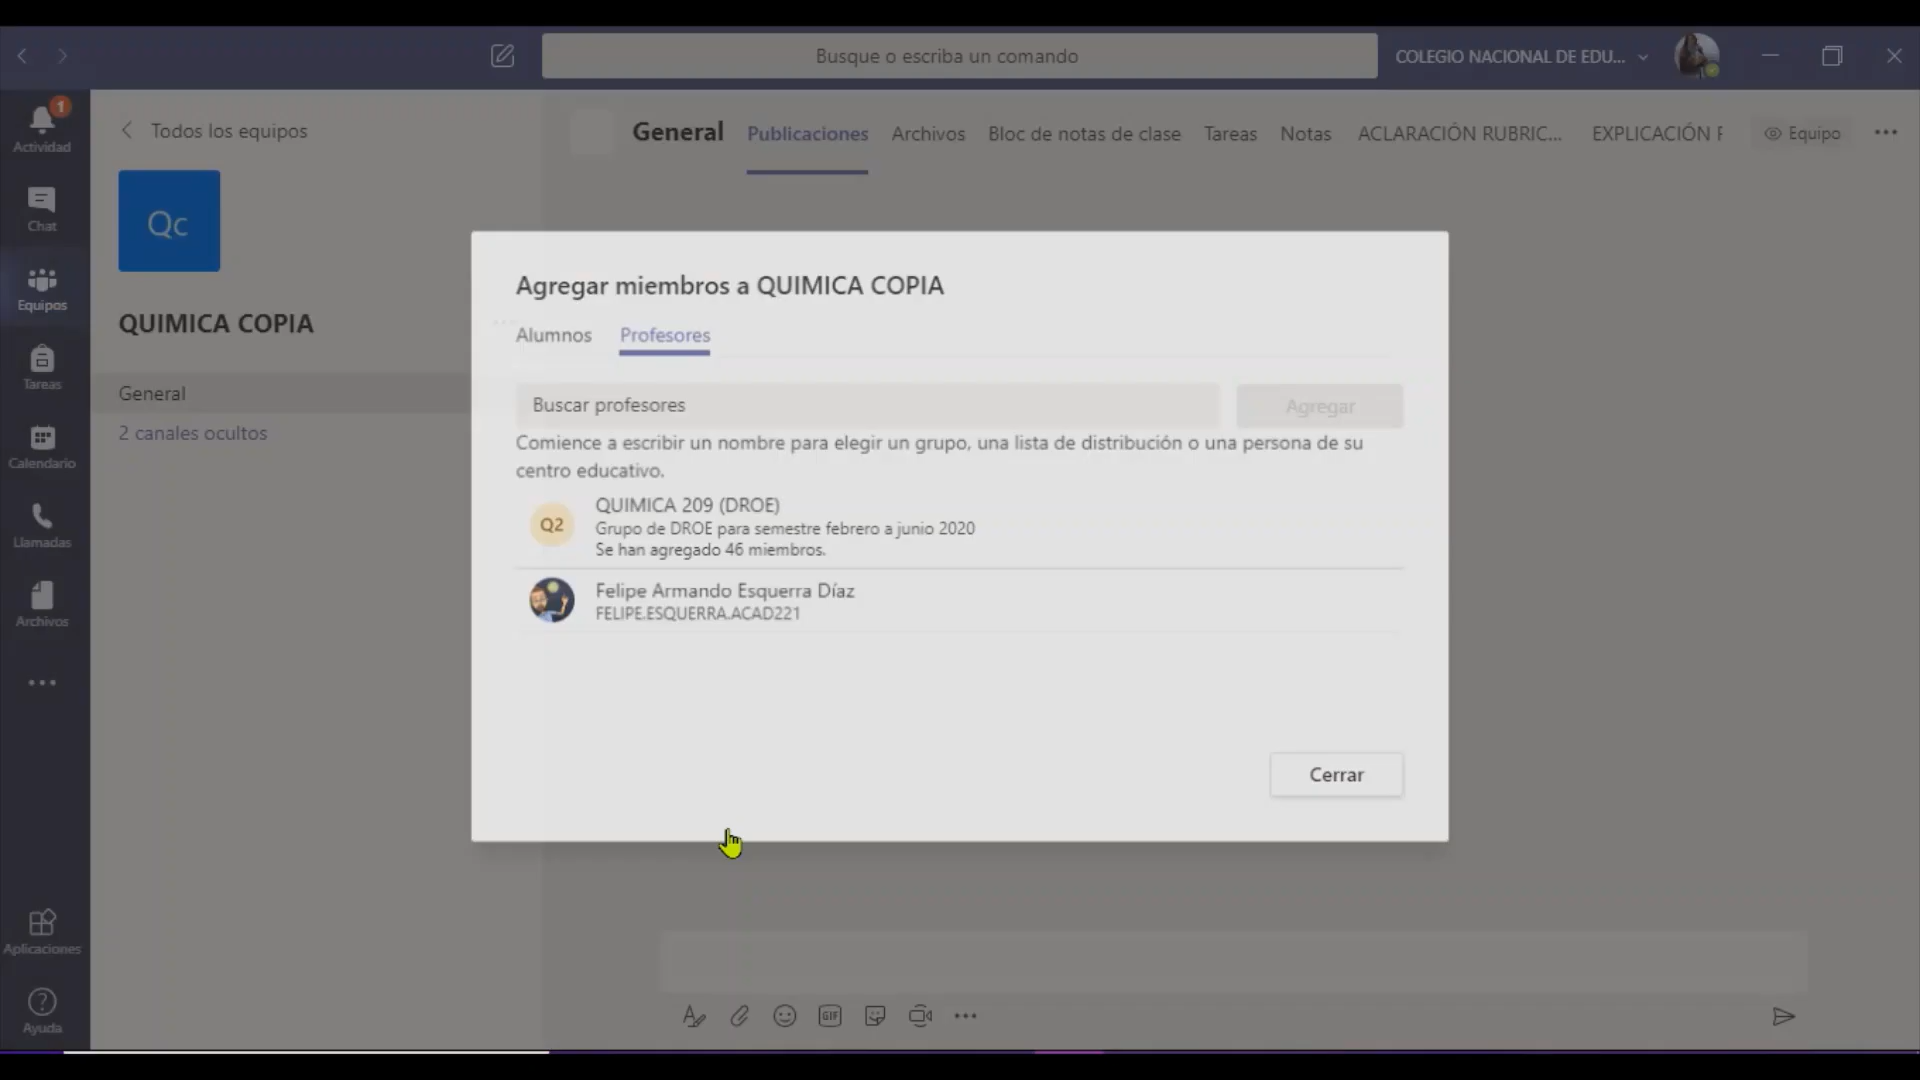 Busque o escriba un comando
COLEGIO NACIONAL DE EDU...
1
Actividad
Chat
Equipos
Tareas
Calendario
Llamadas
Archivos
Aplicaciones
Ayuda
Todos los equipos
Qc
QUIMICA COPIA
General
2 canales ocultos
General Publicaciones Archivos Bloc de notas de clase Tareas Notas ACLARACIÓN RUBRIC... EXPLICACIÓN F Equipo
Agregar miembros a QUIMICA COPIA
Alumnos Profesores
Buscar profesores Agregar
Comience a escribir un nombre para elegir un grupo, una lista de distribución o una persona de su
centro educativo.
Q2
QUIMICA 209 (DROE)
Grupo de DROE para semestre febrero a junio 2020
Se han agregado 46 miembros.
Felipe Armando Esquerra Díaz
FELIPE.ESQUERRA.ACAD221
Cerrar
GIF